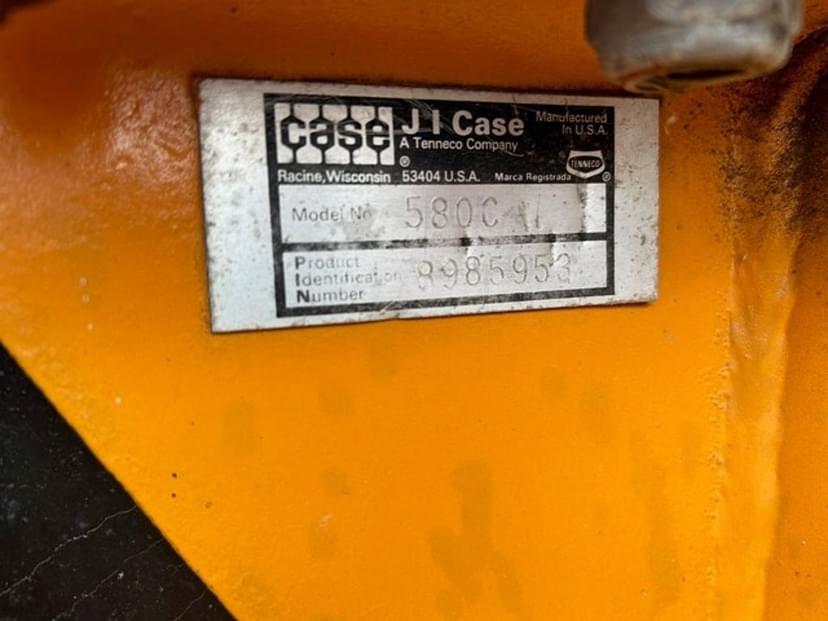 case
J I Case
Manufactured
In U.S.A.
A Tenneco Company
®
TENNECO
Racine, Wisconsin 53404 U.S.A. Marca Registrada ®
Model No 580C
Product
Identification
Number 8985953